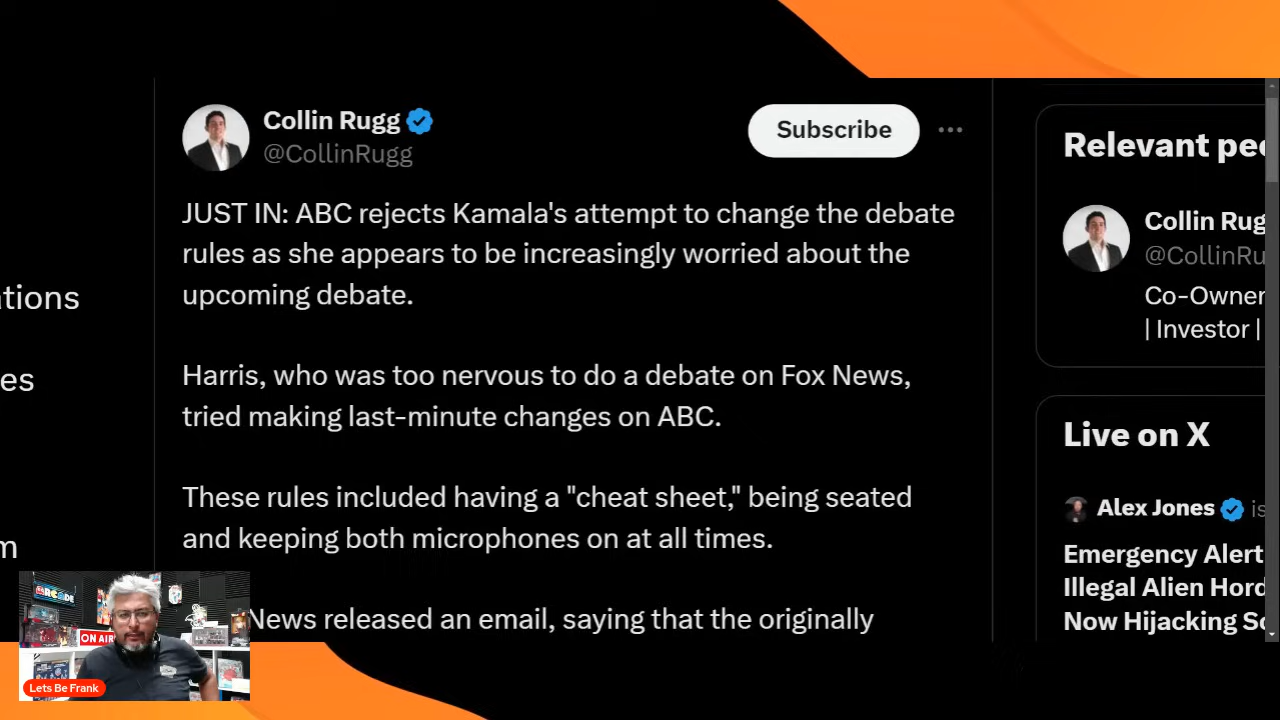 Collin Rugg
@CollinRugg
Subscribe
JUST IN: ABC rejects Kamala's attempt to change the debate
rules as she appears to be increasingly worried about the
upcoming debate.
Harris, who was too nervous to do a debate on Fox News,
tried making last-minute changes on ABC.
These rules included having a "cheat sheet," being seated
and keeping both microphones on at all times.
News released an email, saying that the originally
Relevant peo
Collin Rug
@CollinRu
Co-Owner
| Investor |
Live on X
Alex Jones is
Emergency Alert
Illegal Alien Hord
Now Hijacking Sc
ations
es
m
ON AIR
Lets Be Frank